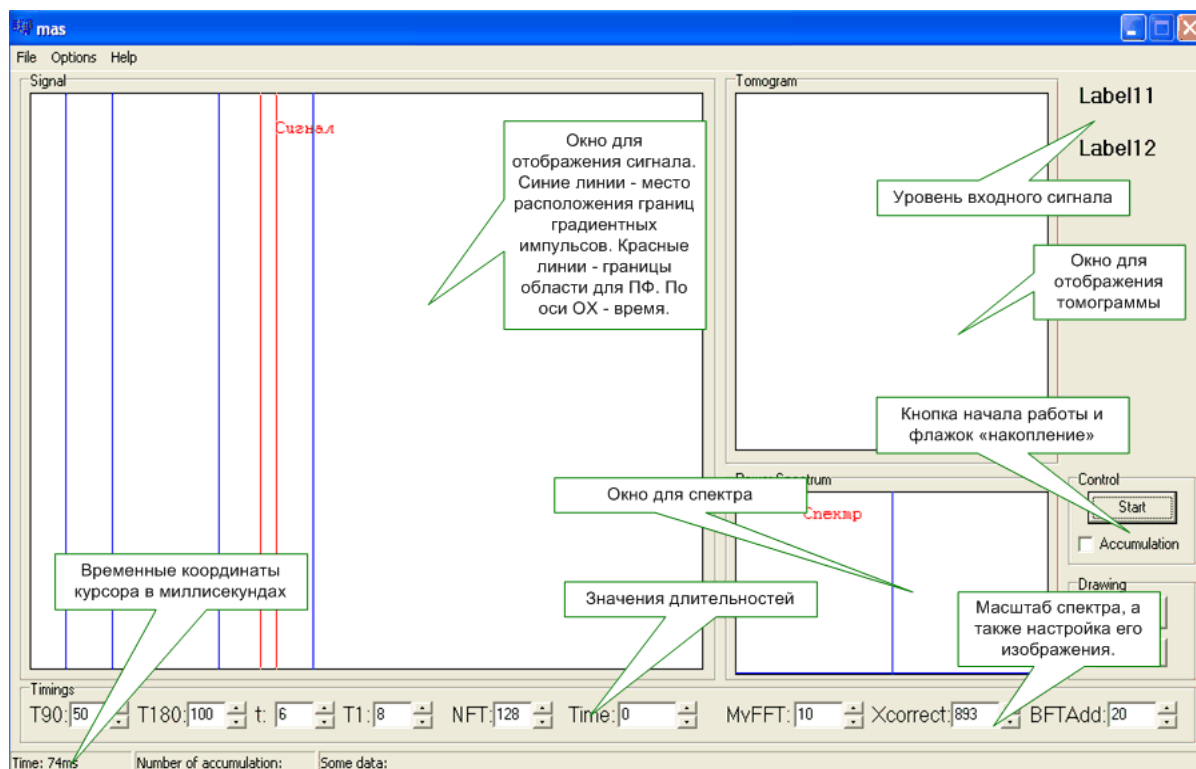 mas
File Options Help
Signal
Сигнал
Окно для
отображения сигнала.
Синие линии - место
расположения границ
градиентных
импульсов. Красные
линии - границы
области для ПФ. По
оси OX - время.
Tomogram
Label11
Label12
Уровень входного сигнала
Окно для
отображения
томограммы
Кнопка начала работы и
флажок «накопление»
Окно для спектра
Спектр
Control
Start
Accumulation
Временные координаты
курсора в миллисекундах
Значения длительностей
Drawing
Масштаб спектра, а
также настройка его
изображения.
Timings
T90: 50 T180: 100 t: 6 T1: 8 NFT: 128 Time: 0 MyFFT: 10 Xcorrect: 893 BFTAdd: 20
Time: 74ms Number of accumulation: Some data: